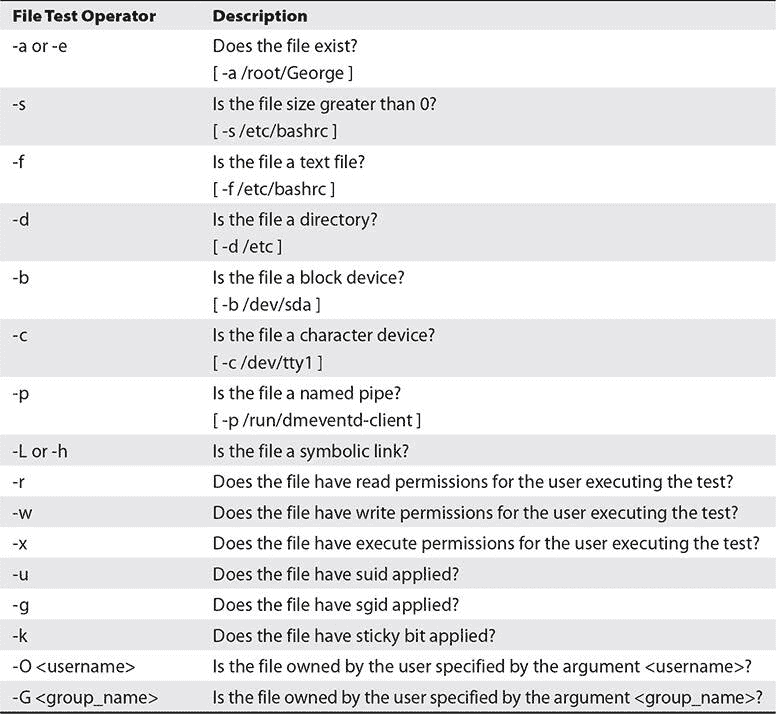 File Test Operator Description
-a or -e Does the file exist?
[ -a /root/George ]
-s Is the file size greater than 0?
[ -s /etc/bashrc ]
-f Is the file a text file?
[ -f /etc/bashrc ]
-d Is the file a directory?
[ -d /etc ]
-b Is the file a block device?
[ -b /dev/sda ]
-c Is the file a character device?
[ -c /dev/tty1 ]
-p Is the file a named pipe?
[ -p /run/dmeventd-client ]
-L or -h Is the file a symbolic link?
-r Does the file have read permissions for the user executing the test?
-w Does the file have write permissions for the user executing the test?
-x Does the file have execute permissions for the user executing the test?
-u Does the file have suid applied?
-g Does the file have sgid applied?
-k Does the file have sticky bit applied?
-O <username> Is the file owned by the user specified by the argument <username>?
-G <group_name> Is the file owned by the user specified by the argument <group_name>?